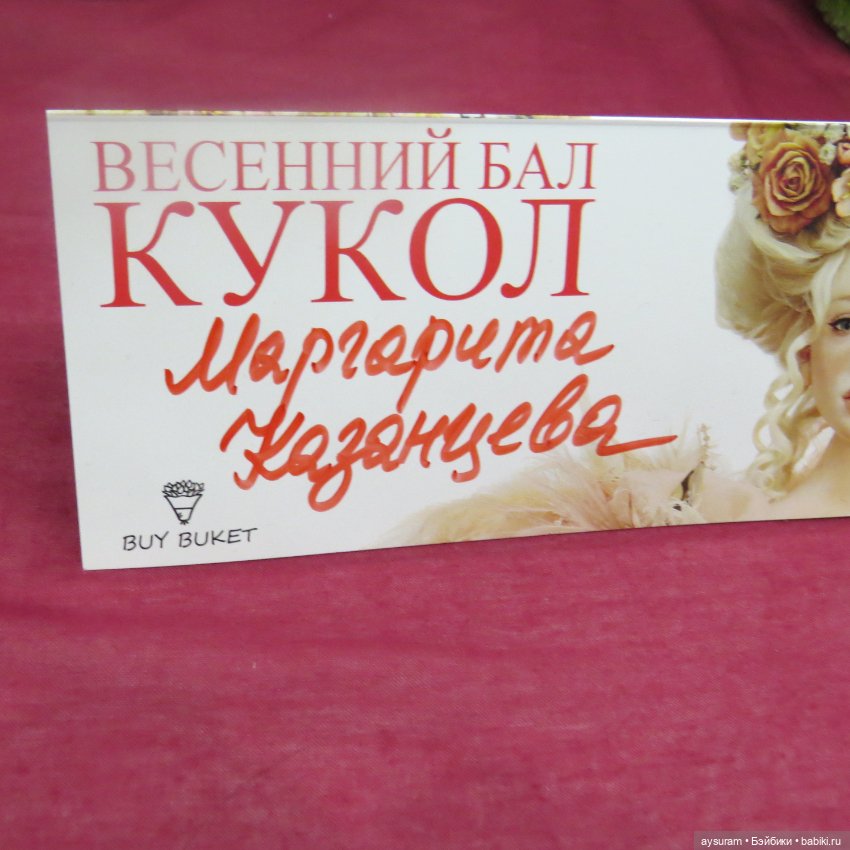 ВЕСЕННИЙ БАЛ
КУКОЛ
Маргарита
Казанцева
BUY BUKET
aysuram • Бэйбики • babiki.ru